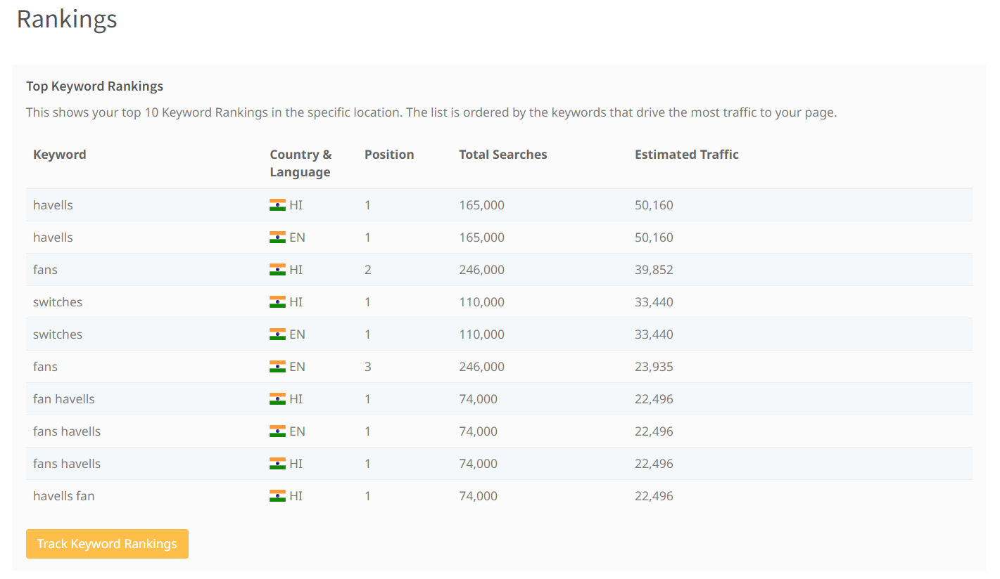 Rankings
Top Keyword Rankings
This shows your top 10 Keyword Rankings in the specific location. The list is ordered by the keywords that drive the most traffic to your page.
Keyword Country & Language Position Total Searches Estimated Traffic
havells HI 1 165,000 50,160
havells EN 1 165,000 50,160
fans HI 2 246,000 39,852
switches HI 1 110,000 33,440
switches EN 1 110,000 33,440
fans EN 3 246,000 23,935
fan havells HI 1 74,000 22,496
fans havells EN 1 74,000 22,496
fans havells HI 1 74,000 22,496
havells fan HI 1 74,000 22,496
Track Keyword Rankings